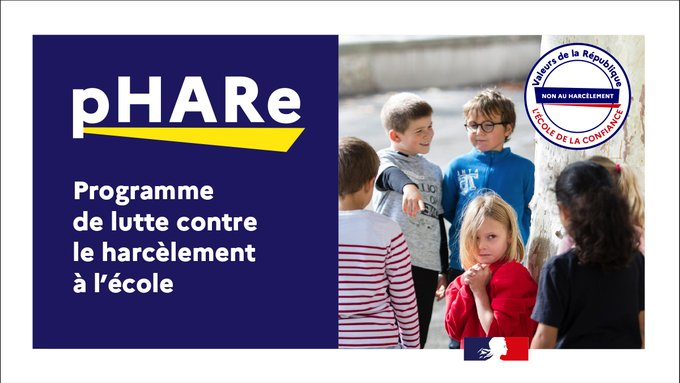 pHARe
Programme
de lutte contre
le harcèlement
à l'école
Valeurs de la République
NON AU HARCÈLEMENT
L'ÉCOLE DE LA CONFIANCE